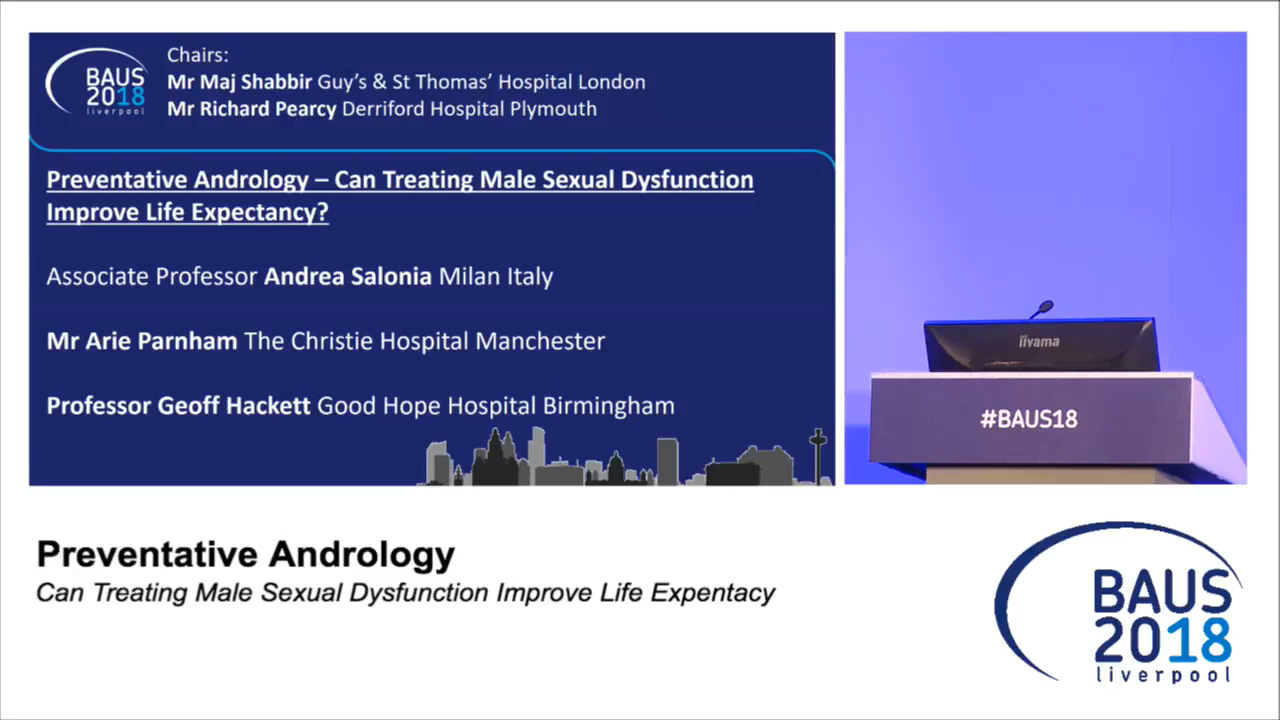 BAUS
2018
liverpool
Chairs:
Mr Maj Shabbir Guy's & St Thomas' Hospital London
Mr Richard Pearcy Derriford Hospital Plymouth
Preventative Andrology – Can Treating Male Sexual Dysfunction
Improve Life Expectancy?
Associate Professor Andrea Salonia Milan Italy
Mr Arie Parnham The Christie Hospital Manchester
Professor Geoff Hackett Good Hope Hospital Birmingham
iiyama
#BAUS18
Preventative Andrology
Can Treating Male Sexual Dysfunction Improve Life Expentacy
BAUS
2018
liverpool